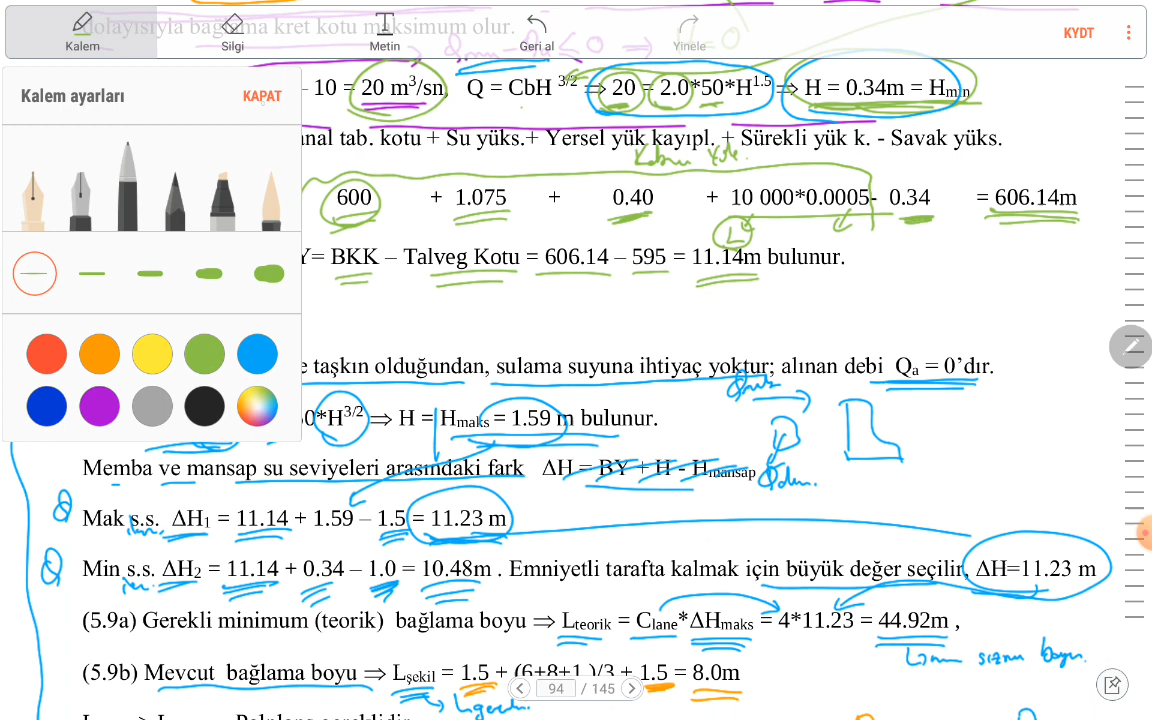 dolayısıyla bağlama kret kotu maksimum olur.
Kalem Silgi Metin Geri al Yinele KYDT
Kalem ayarları KAPAT
- 10 = 20 m³/sn, Q = CbH ^3/2 ⇒ 20 = 2.0*50*H^1.5 ⇒ H = 0.34m = Hmin
nal tab. kotu + Su yüks.+ Yersel yük kayıpl. + Sürekli yük k. - Savak yüks.
600 + 1.075 + 0.40 + 10 000*0.0005- 0.34 = 606.14m
L
Y= BKK – Talveg Kotu = 606.14 – 595 = 11.14m bulunur.
e taşkın olduğundan, sulama suyuna ihtiyaç yoktur; alınan debi Qa = 0’dır.
0*H^3/2 ⇒ H = Hmaks = 1.59 m bulunur.
Memba ve mansap su seviyeleri arasındaki fark ΔH = BY + H - Hmansap
Mak s.s. ΔH1 = 11.14 + 1.59 – 1.5 = 11.23 m
Min s.s. ΔH2 = 11.14 + 0.34 – 1.0 = 10.48m . Emniyetli tarafta kalmak için büyük değer seçilir, ΔH=11.23 m
(5.9a) Gerekli minimum (teorik) bağlama boyu ⇒ Lteorik = Clane*ΔHmaks = 4*11.23 = 44.92m ,
(5.9b) Mevcut bağlama boyu ⇒ Lşekil = 1.5 + (6+8+1 )/3 + 1.5 = 8.0m
94 / 145